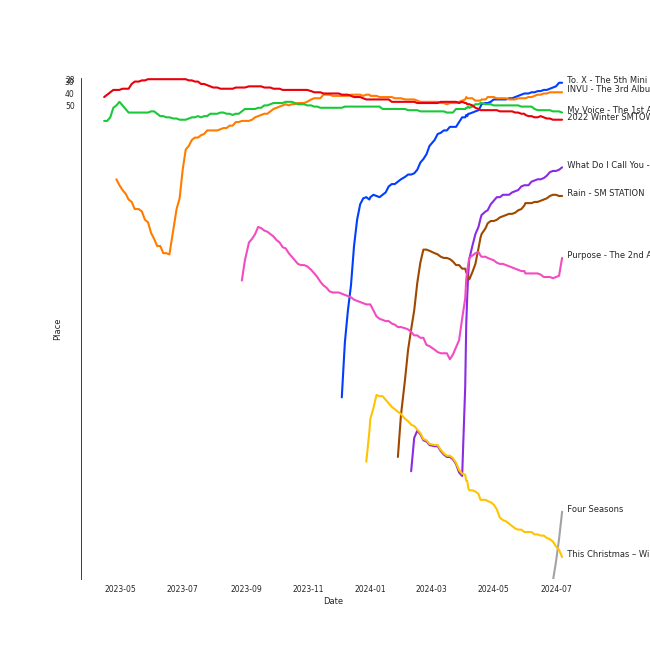 To. X - The 5th Mini
30
INVU - The 3rd Albu
40
50
My Voice - The 1st A
2022 Winter SMTOW
What Do I Call You -
Rain - SM STATION
Purpose - The 2nd A
Place
Four Seasons
This Christmas – Wi
2023-05
2023-07
2023-09
2023-11
2024-01
2024-03
2024-05
2024-07
Date